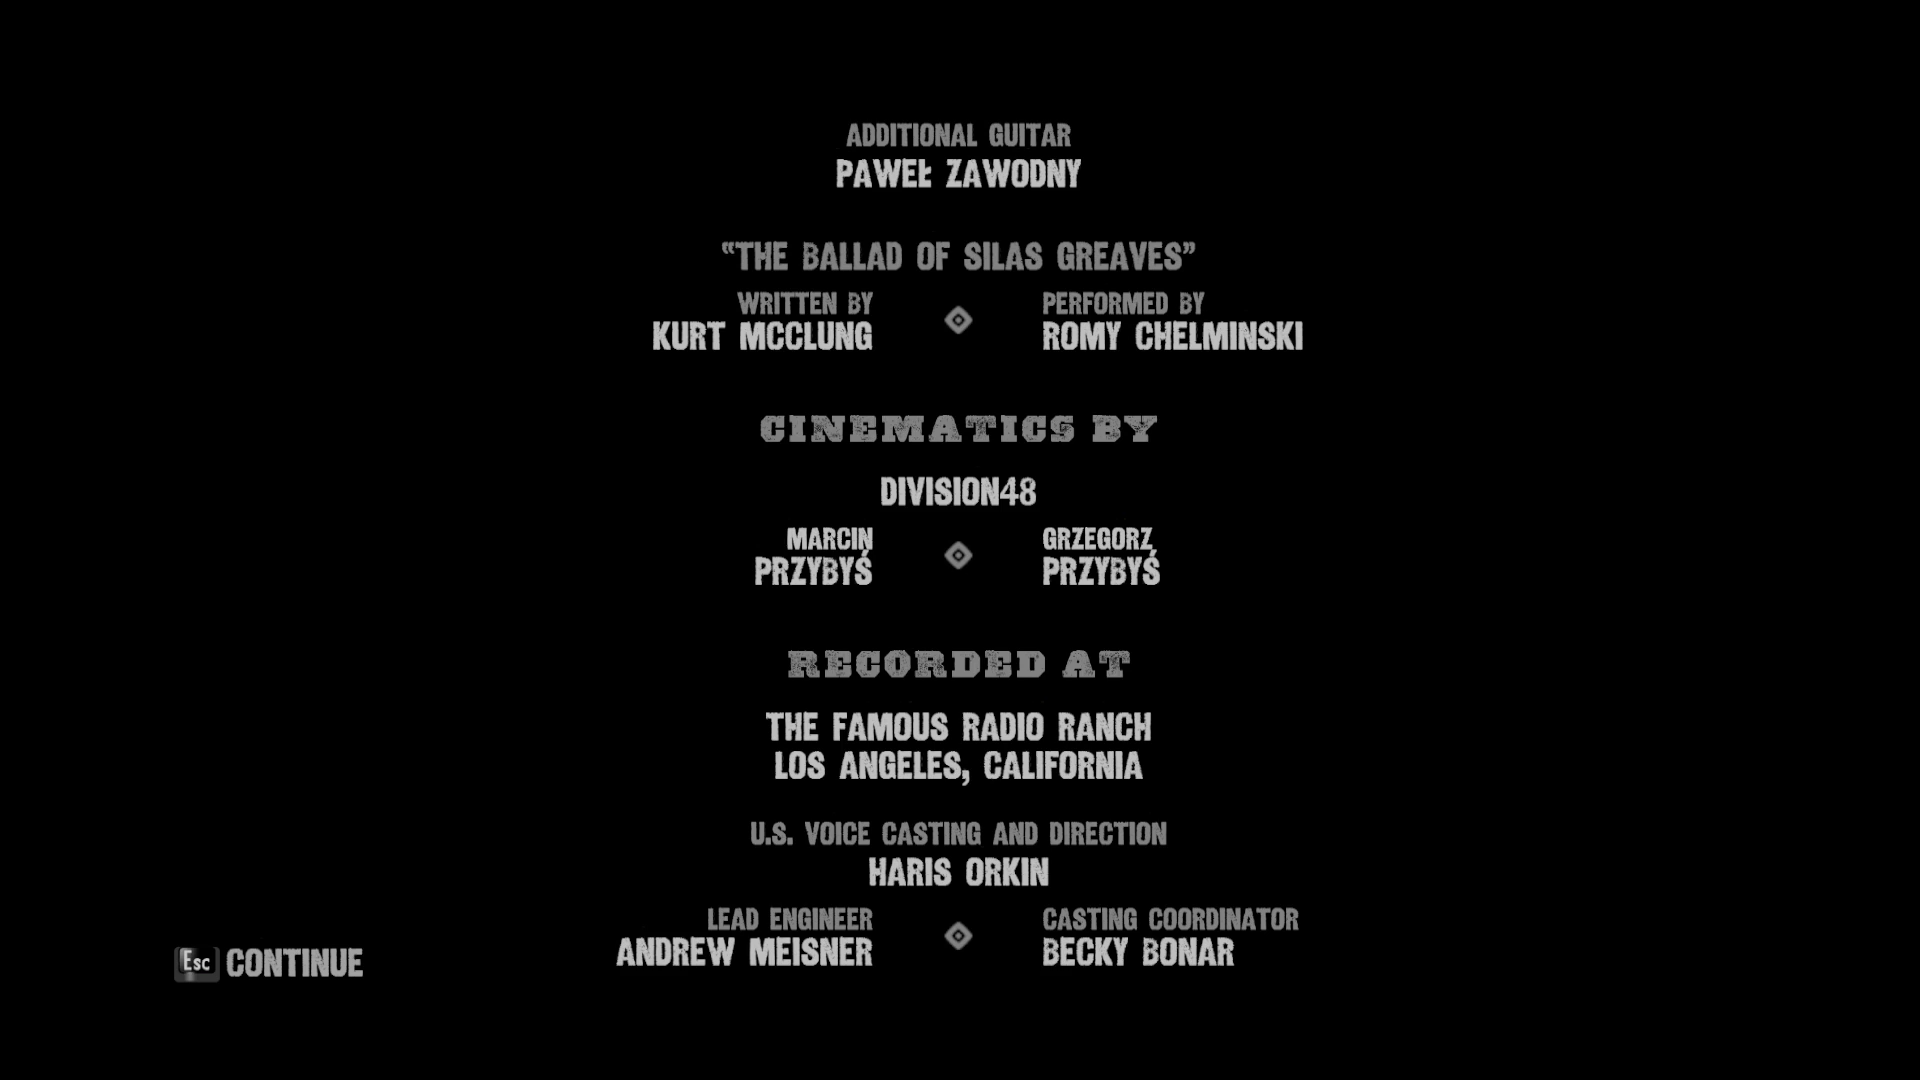 ADDITIONAL GUITAR
PAWEŁ ZAWODNY
“THE BALLAD OF SILAS GREAVES”
WRITTEN BY
KURT MCCLUNG
PERFORMED BY
ROMY CHELMINSKI
CINEMATICS BY
DIVISION48
MARCIN
PRZYBYŚ
GRZEGORZ
PRZYBYŚ
RECORDED AT
THE FAMOUS RADIO RANCH
LOS ANGELES, CALIFORNIA
U.S. VOICE CASTING AND DIRECTION
HARIS ORKIN
LEAD ENGINEER
ANDREW MEISNER
CASTING COORDINATOR
BECKY BONAR
Esc CONTINUE